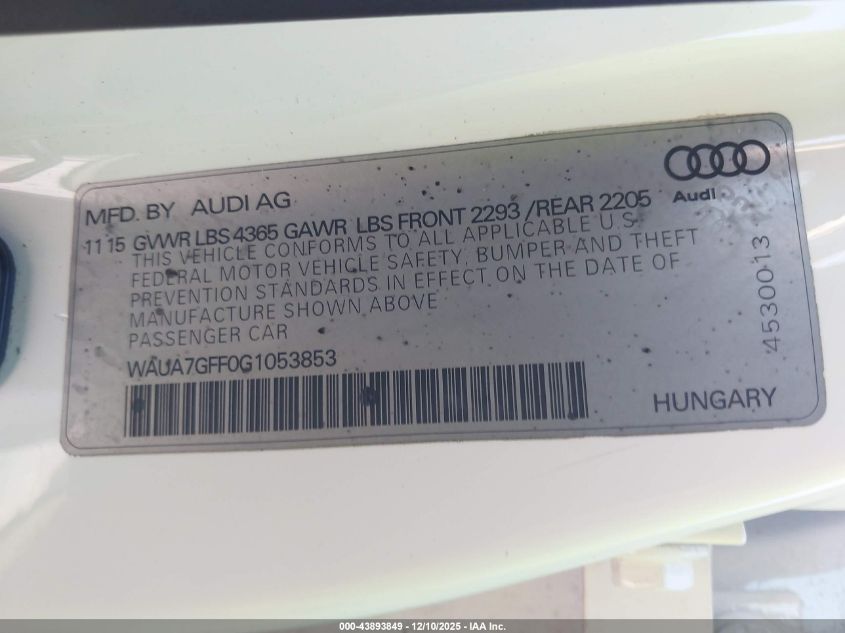 Audi
MFD. BY AUDI AG
11 15 GVWR LBS 4365 GAWR LBS FRONT 2293 /REAR 2205
THIS VEHICLE CONFORMS TO ALL APPLICABLE U.S.
FEDERAL MOTOR VEHICLE SAFETY, BUMPER AND THEFT
PREVENTION STANDARDS IN EFFECT ON THE DATE OF
MANUFACTURE SHOWN ABOVE
PASSENGER CAR
WAUA7GFF0G1053853
4530013
HUNGARY
000-43893849 - 12/10/2025 - IAA Inc.